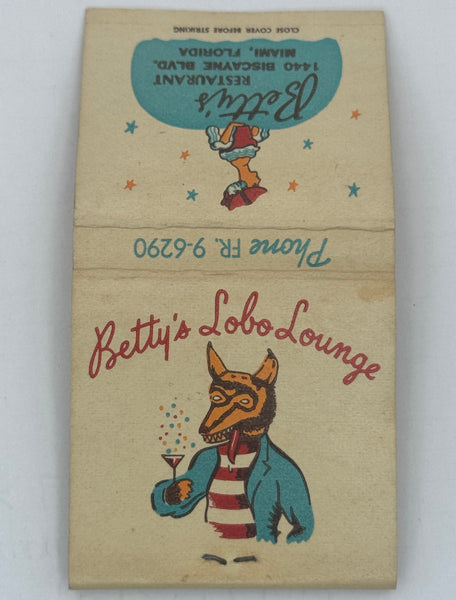 CLOSE COVER BEFORE STRIKING
Betty's
RESTAURANT
1440 BISCAYNE BLVD.
MIAMI, FLORIDA
Phone FR. 9-6290
Betty's Lobo Lounge